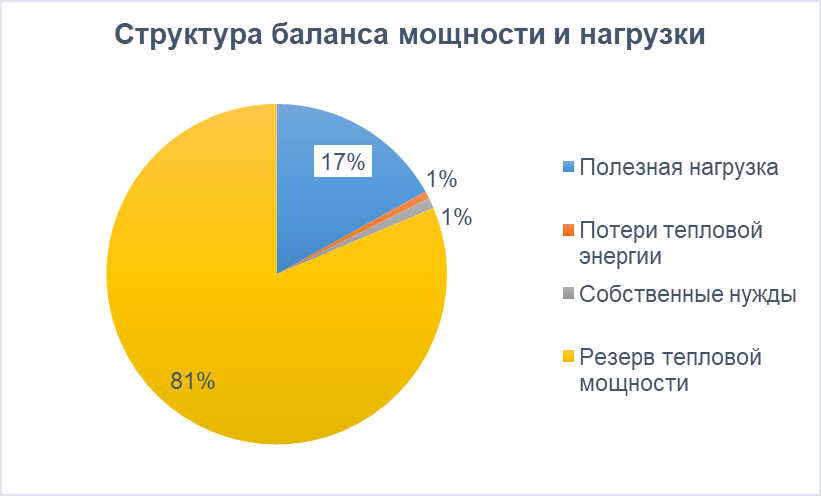 Структура баланса мощности и нагрузки
17%
1%
1%
81%
Полезная нагрузка
Потери тепловой
энергии
Собственные нужды
Резерв тепловой
мощности